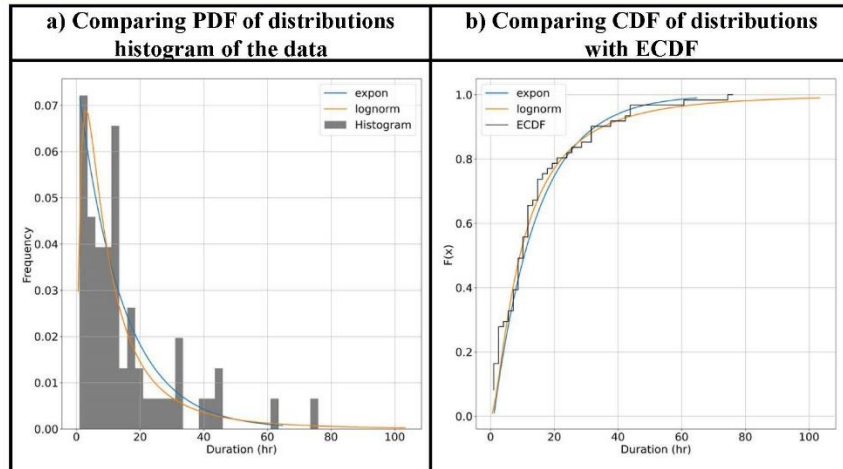 a) Comparing PDF of distributions
histogram of the data
b) Comparing CDF of distributions
with ECDF
expon
lognorm
Histogram
0.07
0.06
0.05
0.04
0.03
0.02
0.01
0.00
Frequency
0
20
40
60
80
100
Duration (hr)
expon
lognorm
ECDF
1.0
0.8
0.6
0.4
0.2
0.0
F(x)
0
20
40
60
80
100
Duration (hr)